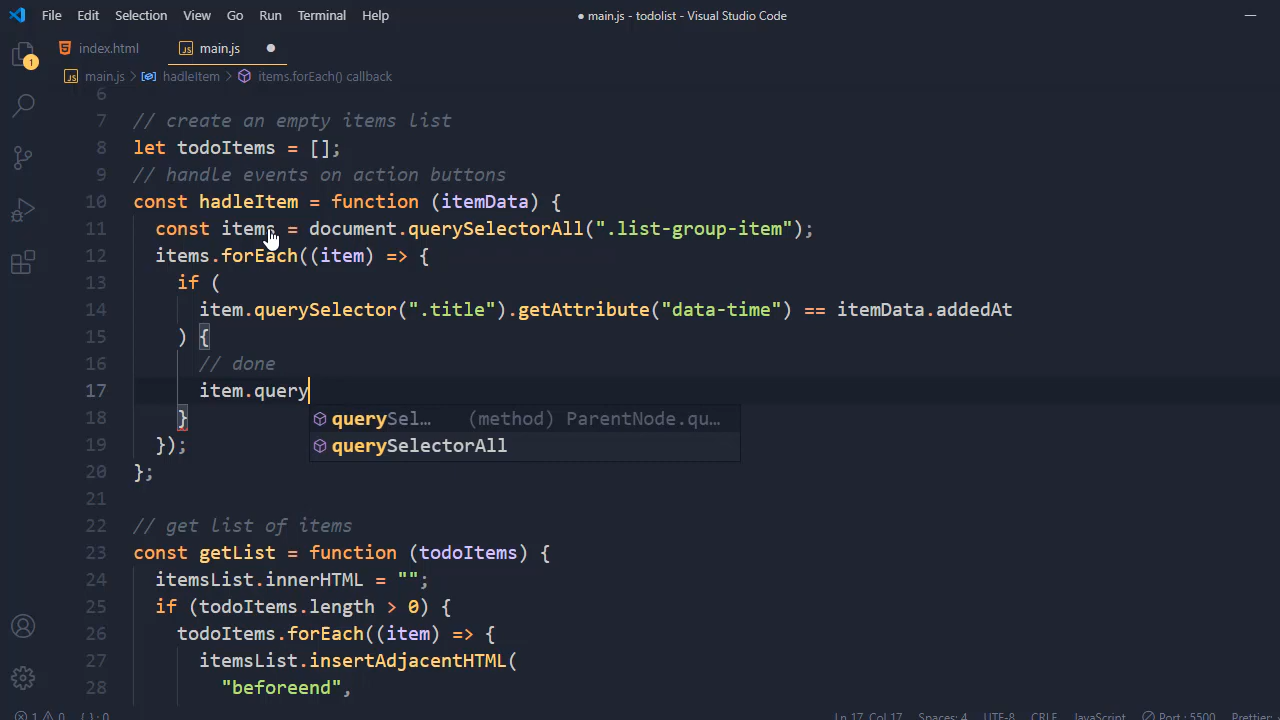 File Edit Selection View Go Run Terminal Help ● main.js - todolist - Visual Studio Code
index.html JS main.js ●
1
JS main.js > hadleItem > items.forEach() callback
6
7 // create an empty items list
8 let todoItems = [];
9 // handle events on action buttons
10 const hadleItem = function (itemData) {
11 const items = document.querySelectorAll(".list-group-item");
12 items.forEach((item) => {
13 if (
14 item.querySelector(".title").getAttribute("data-time") == itemData.addedAt
15 ) {
16 // done
17 item.query
18 }
querySel… (method) ParentNode.qu…
querySelectorAll
19 });
20 };
21
22 // get list of items
23 const getList = function (todoItems) {
24 itemsList.innerHTML = "";
25 if (todoItems.length > 0) {
26 todoItems.forEach((item) => {
27 itemsList.insertAdjacentHTML(
28 "beforeend",
1 0 {..}: 0 Ln 17, Col 17 Spaces: 4 UTF-8 CRLF JavaScript Port : 5500 Prettier